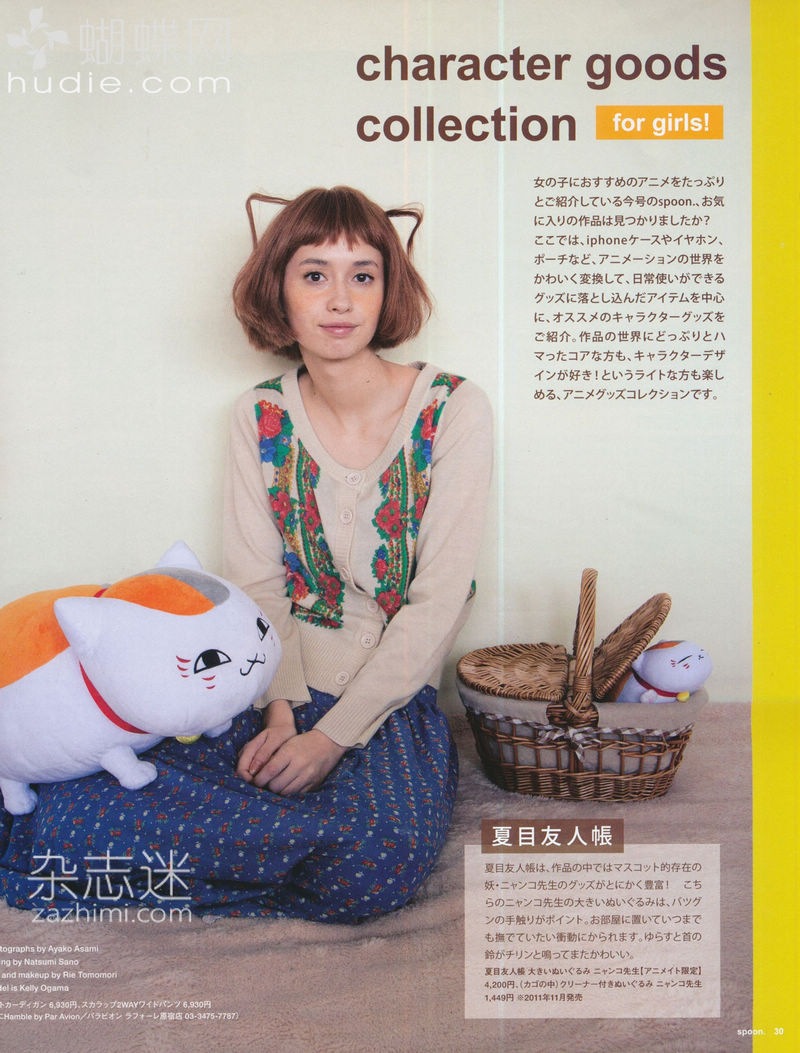 蝴蝶网
hudie.com
character goods
collection
for girls!
女の子におすすめのアニメをたっぷり
とご紹介している今号のspoon.、お気
に入りの作品は見つかりましたか?
ここでは、iphoneケースやイヤホン、
ポーチなど、アニメーションの世界を
かわいく変換して、日常使いができる
グッズに落とし込んだアイテムを中心
に、オススメのキャラクターグッズを
ご紹介。作品の世界にどっぷりとハ
マったコアな方も、キャラクターデザ
インが好き!というライトな方も楽し
める、アニメグッズコレクションです。
夏目友人帳
夏目友人帳は、作品の中ではマスコット的存在の
妖・ニャンコ先生のグッズがとにかく豊富! こち
らのニャンコ先生の大きいぬいぐるみは、バツグ
ンの手触りがポイント。お部屋に置いていつまで
も撫でていたい衝動にかられます。ゆらすと首の
鈴がチリンと鳴ってまたかわいい。
夏目友人帳 大きいぬいぐるみ ニャンコ先生【アニメイト限定】
4,200円、(カゴの中)クリーナー付きぬいぐるみ ニャンコ先生
1,449円 ※2011年11月発売
杂志迷
zazhimi.com
tographs by Ayako Asami
ing by Natsumi Sano
and makeup by Rie Tomomori
del is Kelly Ogama
トカーディガン 6,930円、スカラップ2WAYワイドパンツ 6,930円
Hamble by Par Avion/パラビオン ラフォーレ原宿店 03-3475-7787)
spoon. 30